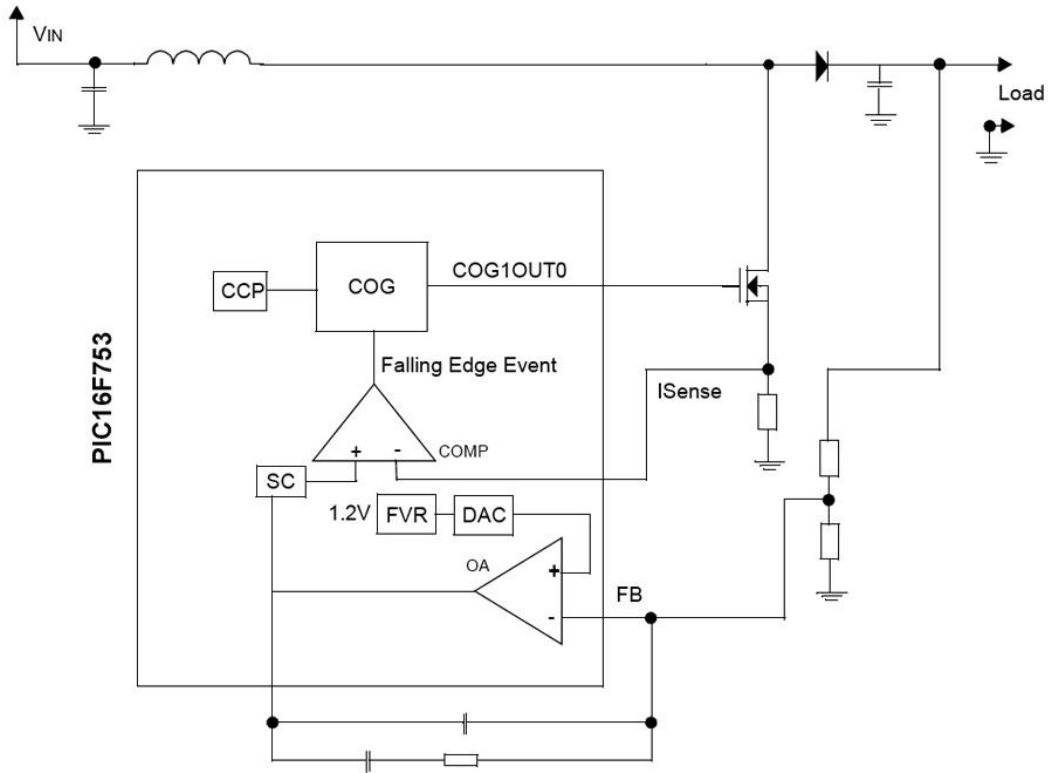 VIN
Load
COG1OUT0
CCP
COG
Falling Edge Event
ISense
PIC16F753
+
-
COMP
SC
1.2V
FVR
DAC
OA
+
FB
-